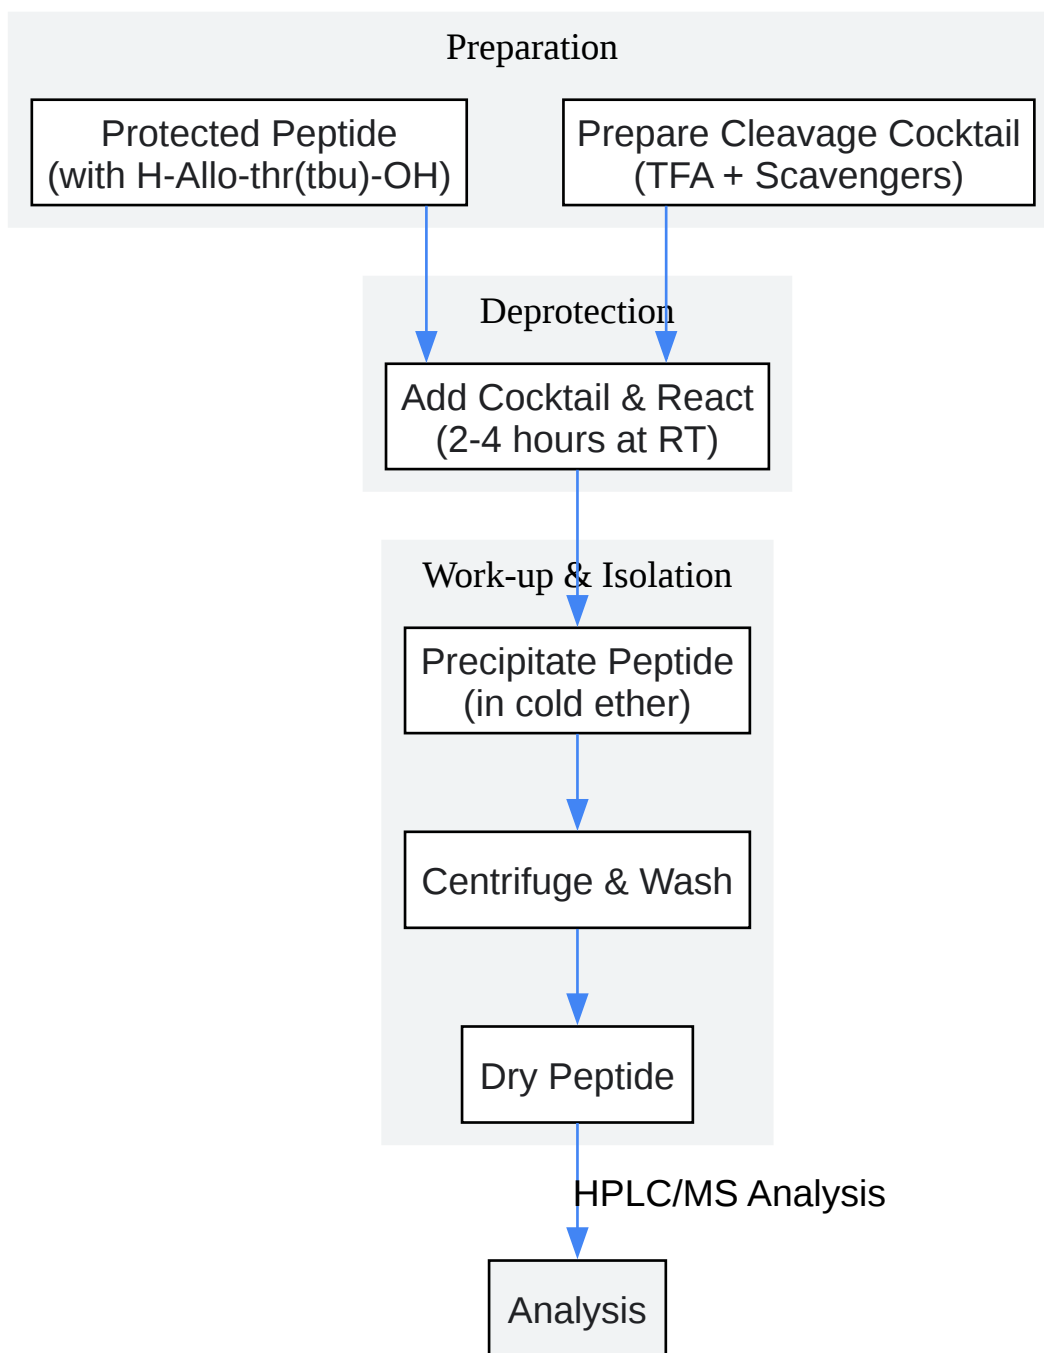 Preparation
Protected Peptide
(with H-Allo-thr(tbu)-OH)
Prepare Cleavage Cocktail
(TFA + Scavengers)
Deprotection
Add Cocktail & React
(2-4 hours at RT)
Work-up & Isolation
Precipitate Peptide
(in cold ether)
Centrifuge & Wash
Dry Peptide
HPLC/MS Analysis
Analysis